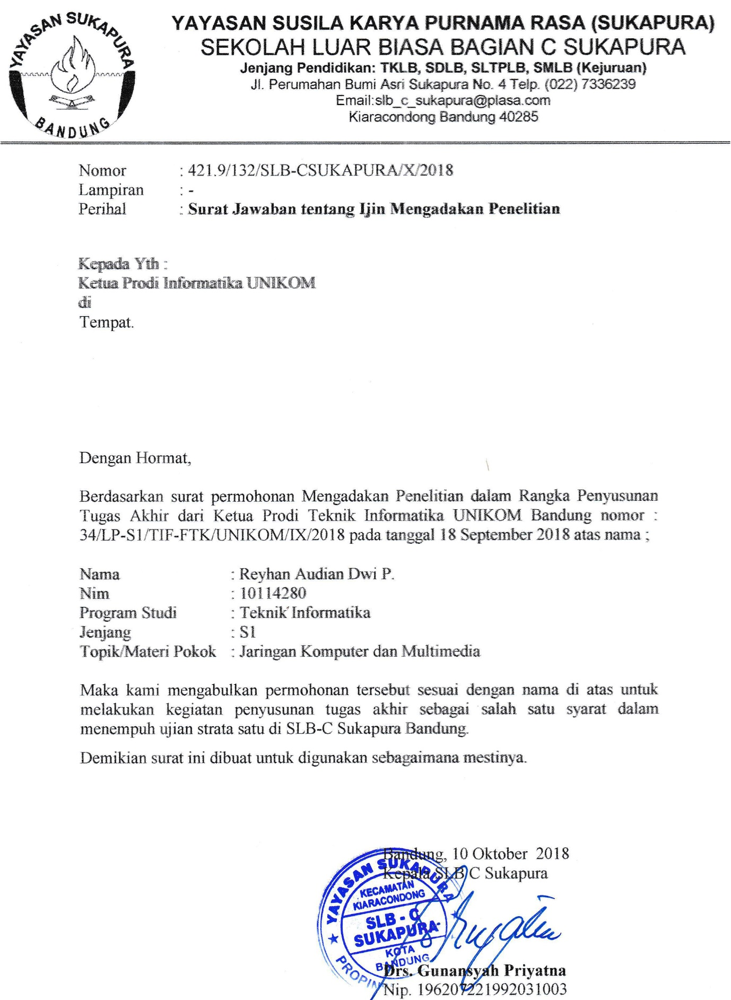 YAYASAN SUKAPURA
BANDUNG
YAYASAN SUSILA KARYA PURNAMA RASA (SUKAPURA)
SEKOLAH LUAR BIASA BAGIAN C SUKAPURA
Jenjang Pendidikan: TKLB, SDLB, SLTPLB, SMLB (Kejuruan)
Jl. Perumahan Bumi Asri Sukapura No. 4 Telp. (022) 7336239
Email:slb_c_sukapura@plasa.com
Kiaracondong Bandung 40285
Nomor : 421.9/132/SLB-CSUKAPURA/X/2018
Lampiran : -
Perihal : Surat Jawaban tentang Ijin Mengadakan Penelitian
Kepada Yth :
Ketua Prodi Informatika UNIKOM
di
Tempat.
Dengan Hormat,
Berdasarkan surat permohonan Mengadakan Penelitian dalam Rangka Penyusunan
Tugas Akhir dari Ketua Prodi Teknik Informatika UNIKOM Bandung nomor :
34/LP-S1/TIF-FTK/UNIKOM/IX/2018 pada tanggal 18 September 2018 atas nama ;
Nama : Reyhan Audian Dwi P.
Nim : 10114280
Program Studi : Teknik Informatika
Jenjang : S1
Topik/Materi Pokok : Jaringan Komputer dan Multimedia
Maka kami mengabulkan permohonan tersebut sesuai dengan nama di atas untuk
melakukan kegiatan penyusunan tugas akhir sebagai salah satu syarat dalam
menempuh ujian strata satu di SLB-C Sukapura Bandung.
Demikian surat ini dibuat untuk digunakan sebagaimana mestinya.
Bandung, 10 Oktober 2018
Kepala SLB C Sukapura
YAYASAN SUKAPURA
KECAMATAN
KIARACONDONG
SLB - C
SUKAPURA
KOTA
BANDUNG
Drs. Gunansyah Priyatna
Nip. 196207221992031003